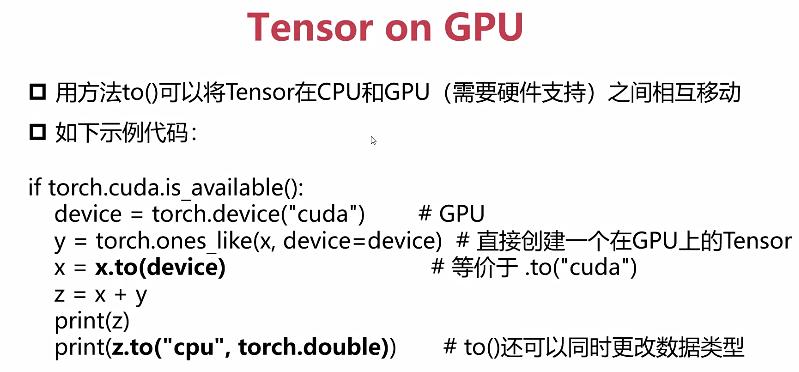 Tensor on GPU
用方法to()可以将Tensor在CPU和GPU（需要硬件支持）之间相互移动
如下示例代码：
if torch.cuda.is_available():
    device = torch.device("cuda")        # GPU
    y = torch.ones_like(x, device=device)  # 直接创建一个在GPU上的Tensor
    x = x.to(device)                              # 等价于 .to("cuda")
    z = x + y
    print(z)
    print(z.to("cpu", torch.double))       # to()还可以同时更改数据类型